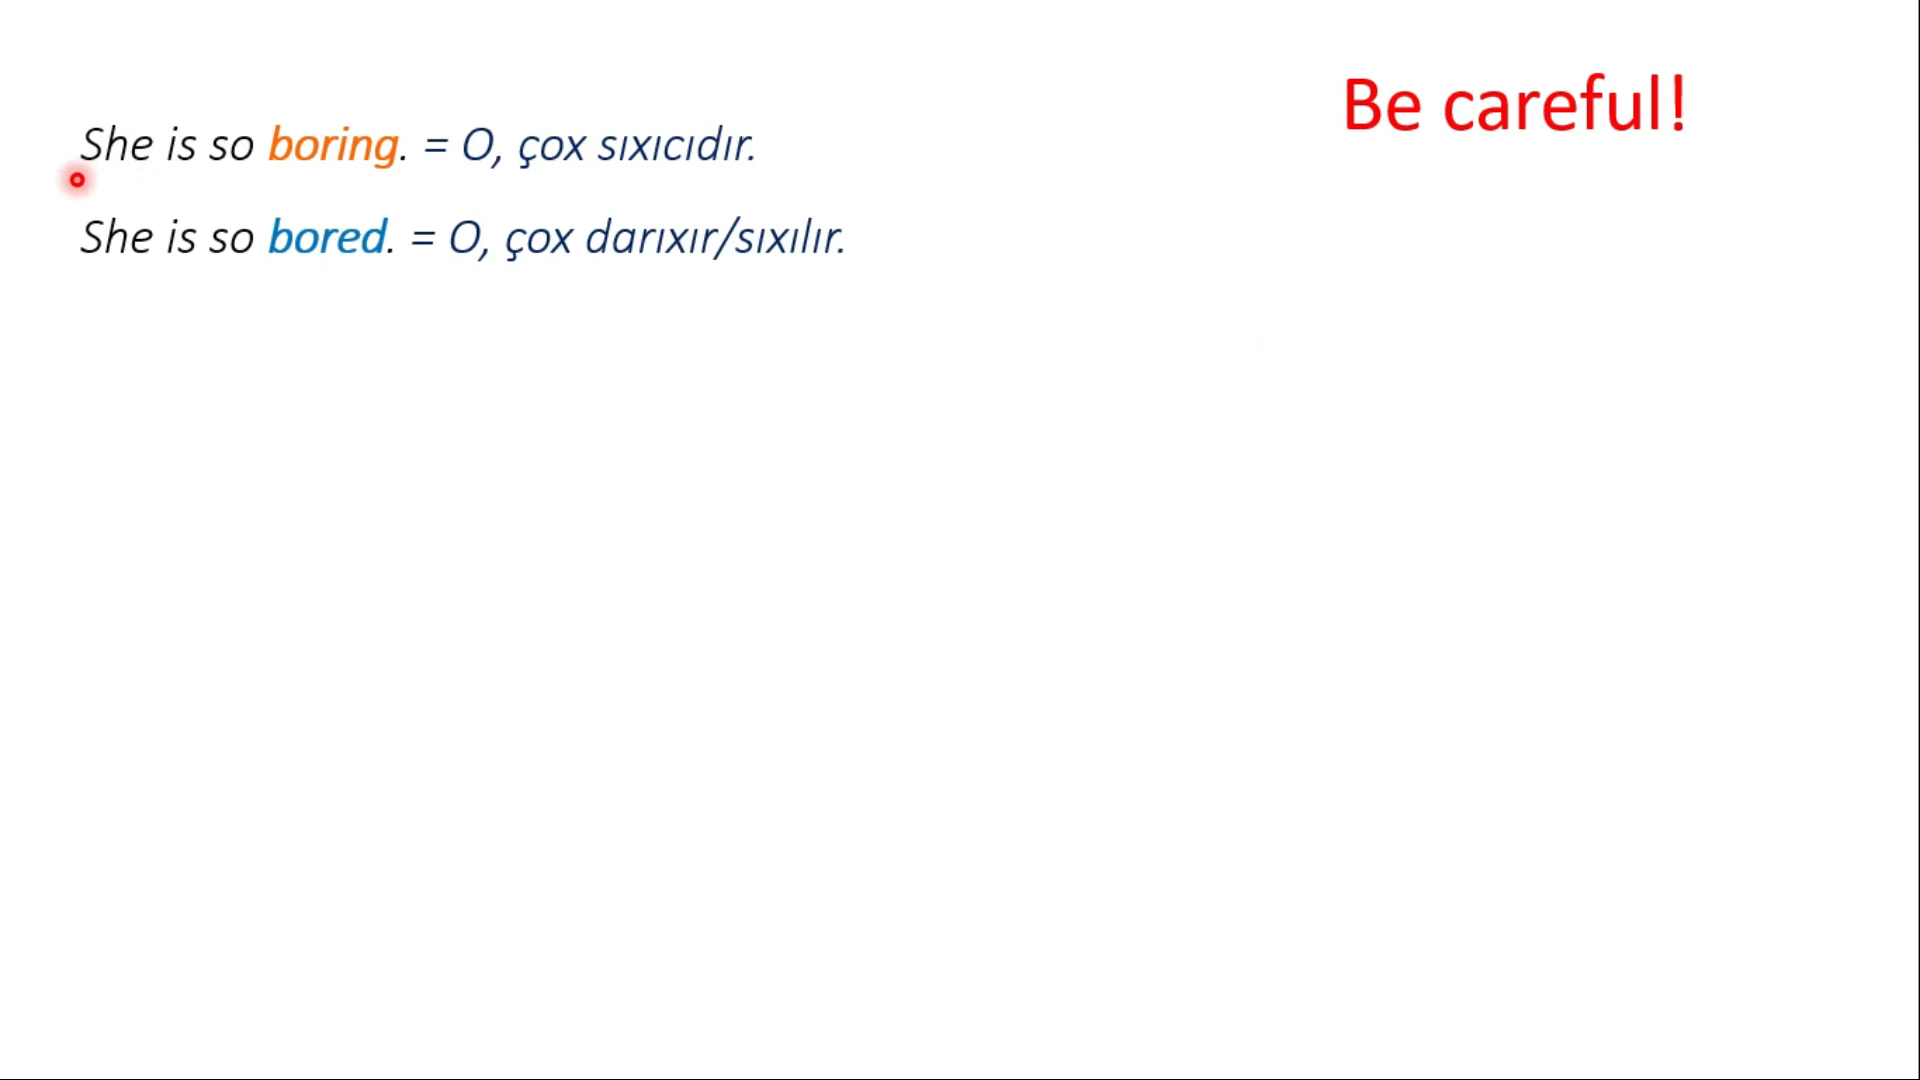 Be careful!
She is so boring. = O, çox sıxıcıdır.
She is so bored. = O, çox darıxır/sıxılır.